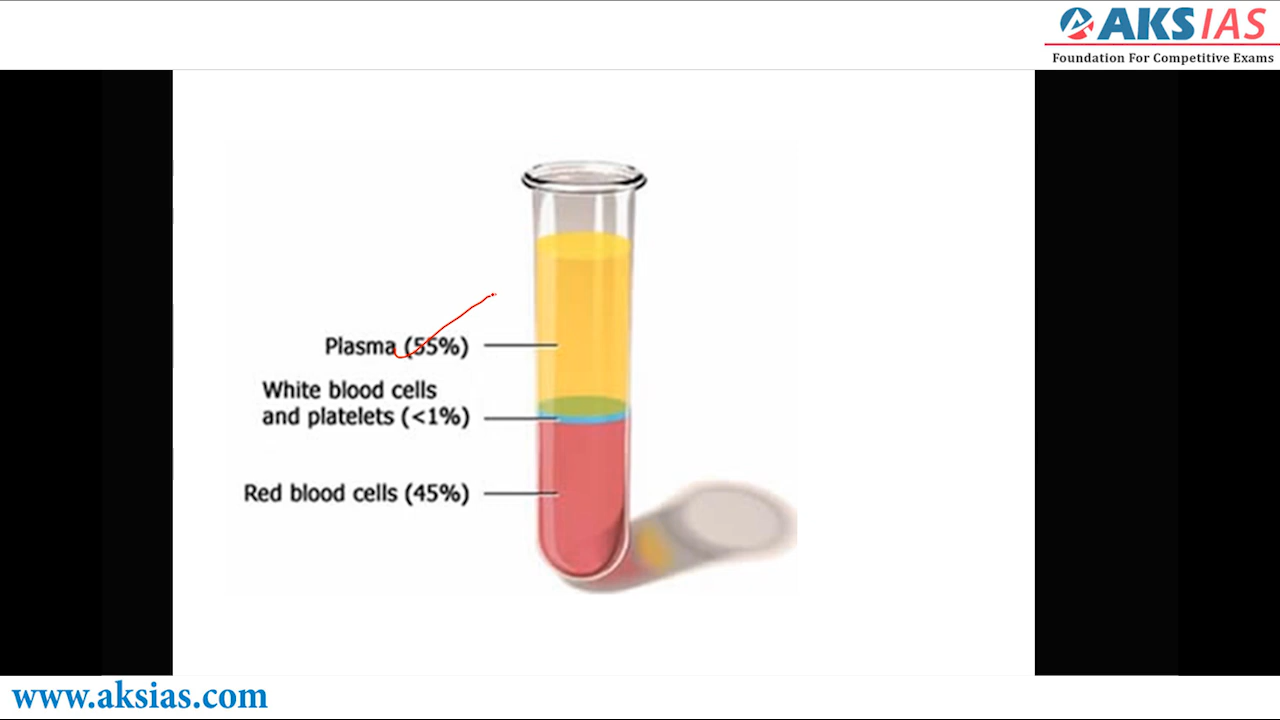 AKS IAS
Foundation For Competitive Exams
Plasma (55%)
White blood cells
and platelets (<1%)
Red blood cells (45%)
www.aksias.com